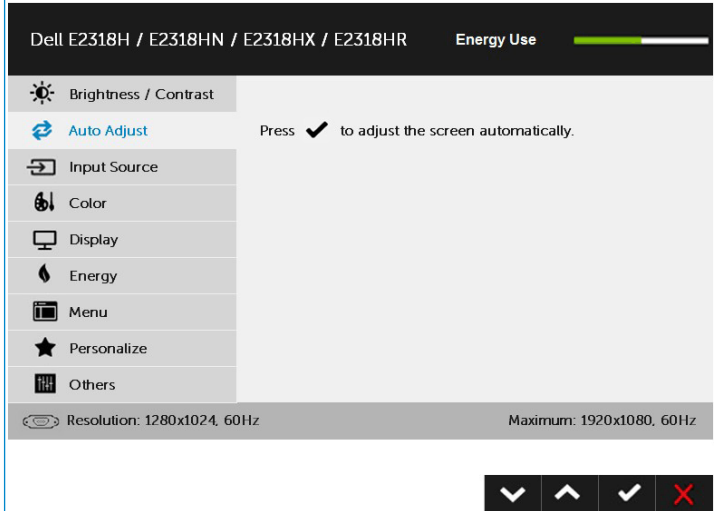 Dell E2318H / E2318HN / E2318HX / E2318HR Energy Use
Brightness / Contrast
Auto Adjust
Press to adjust the screen automatically.
Input Source
Color
Display
Energy
Menu
Personalize
Others
Resolution: 1280x1024, 60Hz Maximum: 1920x1080, 60Hz